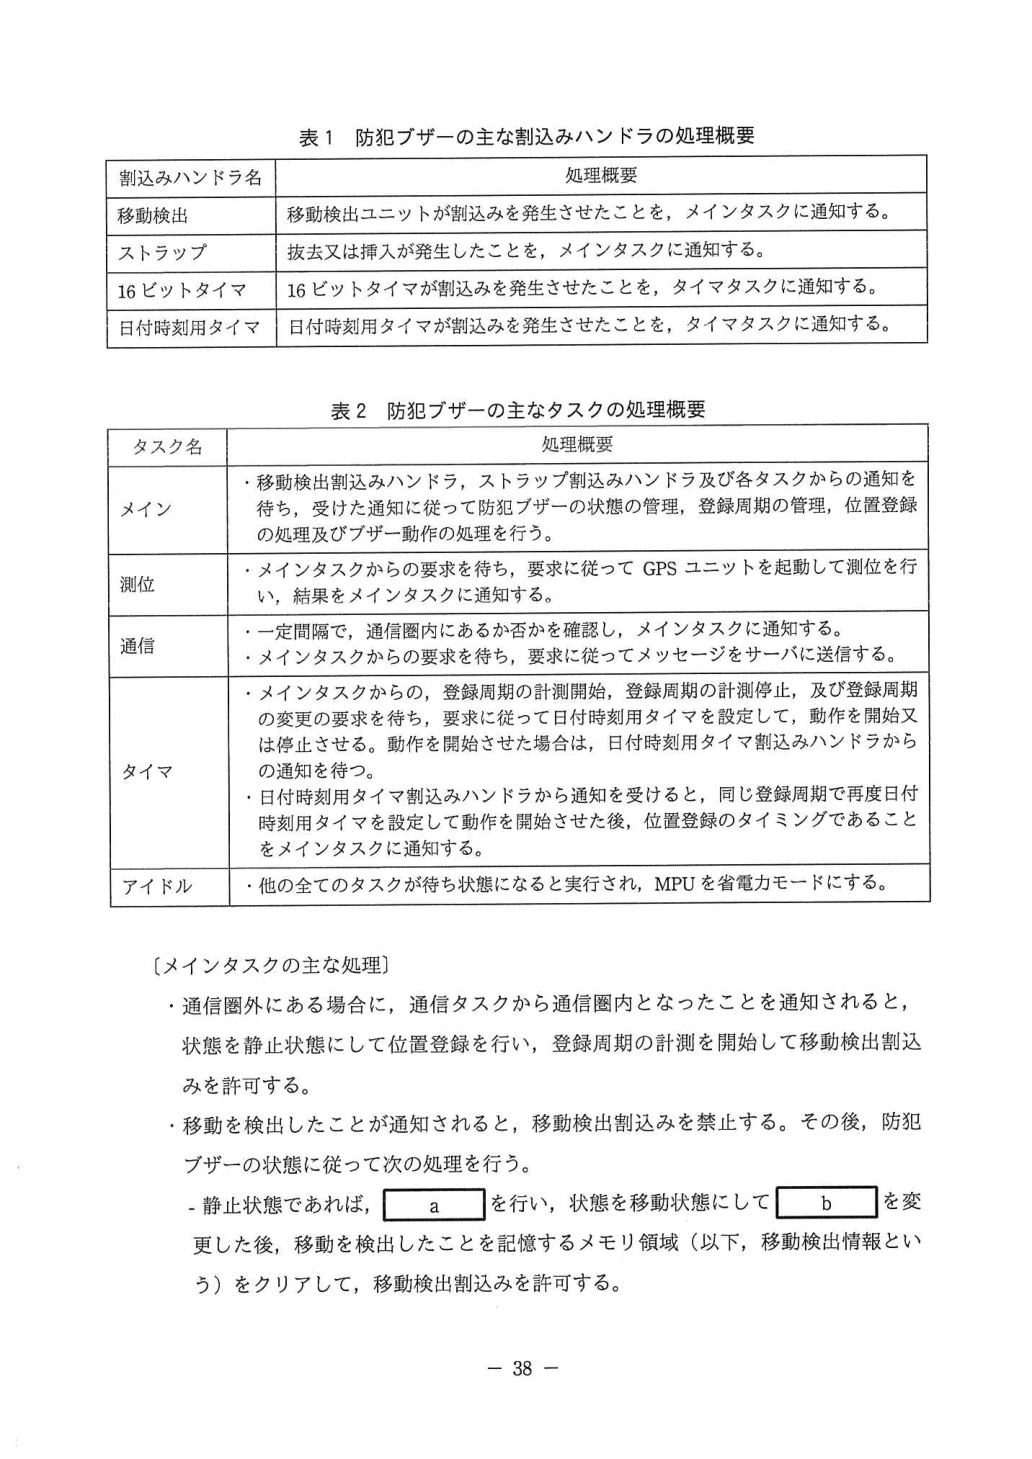 表1 防犯ブザーの主な割込みハンドラの処理概要
割込みハンドラ名 処理概要
移動検出 移動検出ユニットが割込みを発生させたことを，メインタスクに通知する。
ストラップ 抜去又は挿入が発生したことを，メインタスクに通知する。
16ビットタイマ 16ビットタイマが割込みを発生させたことを，タイマタスクに通知する。
日付時刻用タイマ 日付時刻用タイマが割込みを発生させたことを，タイマタスクに通知する。
表2 防犯ブザーの主なタスクの処理概要
タスク名 処理概要
メイン
・移動検出割込みハンドラ，ストラップ割込みハンドラ及び各タスクからの通知を
待ち，受けた通知に従って防犯ブザーの状態の管理，登録周期の管理，位置登録
の処理及びブザー動作の処理を行う。
測位
・メインタスクからの要求を待ち，要求に従って GPS ユニットを起動して測位を行
い，結果をメインタスクに通知する。
通信
・一定間隔で，通信圏内にあるか否かを確認し，メインタスクに通知する。
・メインタスクからの要求を待ち，要求に従ってメッセージをサーバに送信する。
タイマ
・メインタスクからの，登録周期の計測開始，登録周期の計測停止，及び登録周期
の変更の要求を待ち，要求に従って日付時刻用タイマを設定して，動作を開始又
は停止させる。動作を開始させた場合は，日付時刻用タイマ割込みハンドラから
の通知を待つ。
・日付時刻用タイマ割込みハンドラから通知を受けると，同じ登録周期で再度日付
時刻用タイマを設定して動作を開始させた後，位置登録のタイミングであること
をメインタスクに通知する。
アイドル ・他の全てのタスクが待ち状態になると実行され，MPU を省電力モードにする。
〔メインタスクの主な処理〕
・通信圏外にある場合に，通信タスクから通信圏内となったことを通知されると，
状態を静止状態にして位置登録を行い，登録周期の計測を開始して移動検出割込
みを許可する。
・移動を検出したことが通知されると，移動検出割込みを禁止する。その後，防犯
ブザーの状態に従って次の処理を行う。
- 静止状態であれば， a を行い，状態を移動状態にして b を変
更した後，移動を検出したことを記憶するメモリ領域（以下，移動検出情報とい
う）をクリアして，移動検出割込みを許可する。
－ 38 －